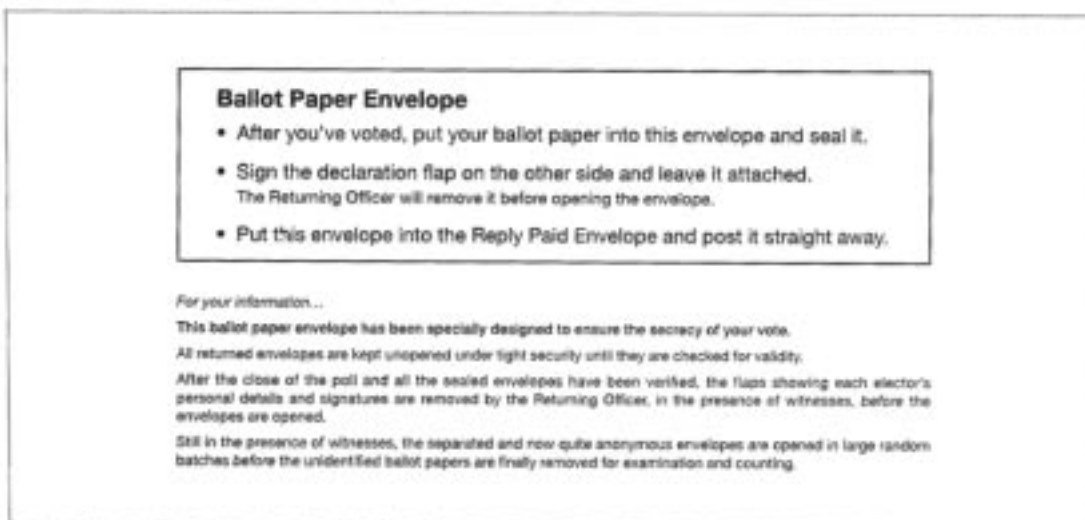 Ballot Paper Envelope
• After you've voted, put your ballot paper into this envelope and seal it.
• Sign the declaration flap on the other side and leave it attached.
The Returning Officer will remove it before opening the envelope.
• Put this envelope into the Reply Paid Envelope and post it straight away.
For your information...
This ballot paper envelope has been specially designed to ensure the secrecy of your vote.
All returned envelopes are kept unopened under tight security until they are checked for validity.
After the close of the poll and all the sealed envelopes have been verified, the flaps showing each elector's
personal details and signatures are removed by the Returning Officer, in the presence of witnesses, before the
envelopes are opened.
Still in the presence of witnesses, the separated and now quite anonymous envelopes are opened in large random
batches before the unidentified ballot papers are finally removed for examination and counting.